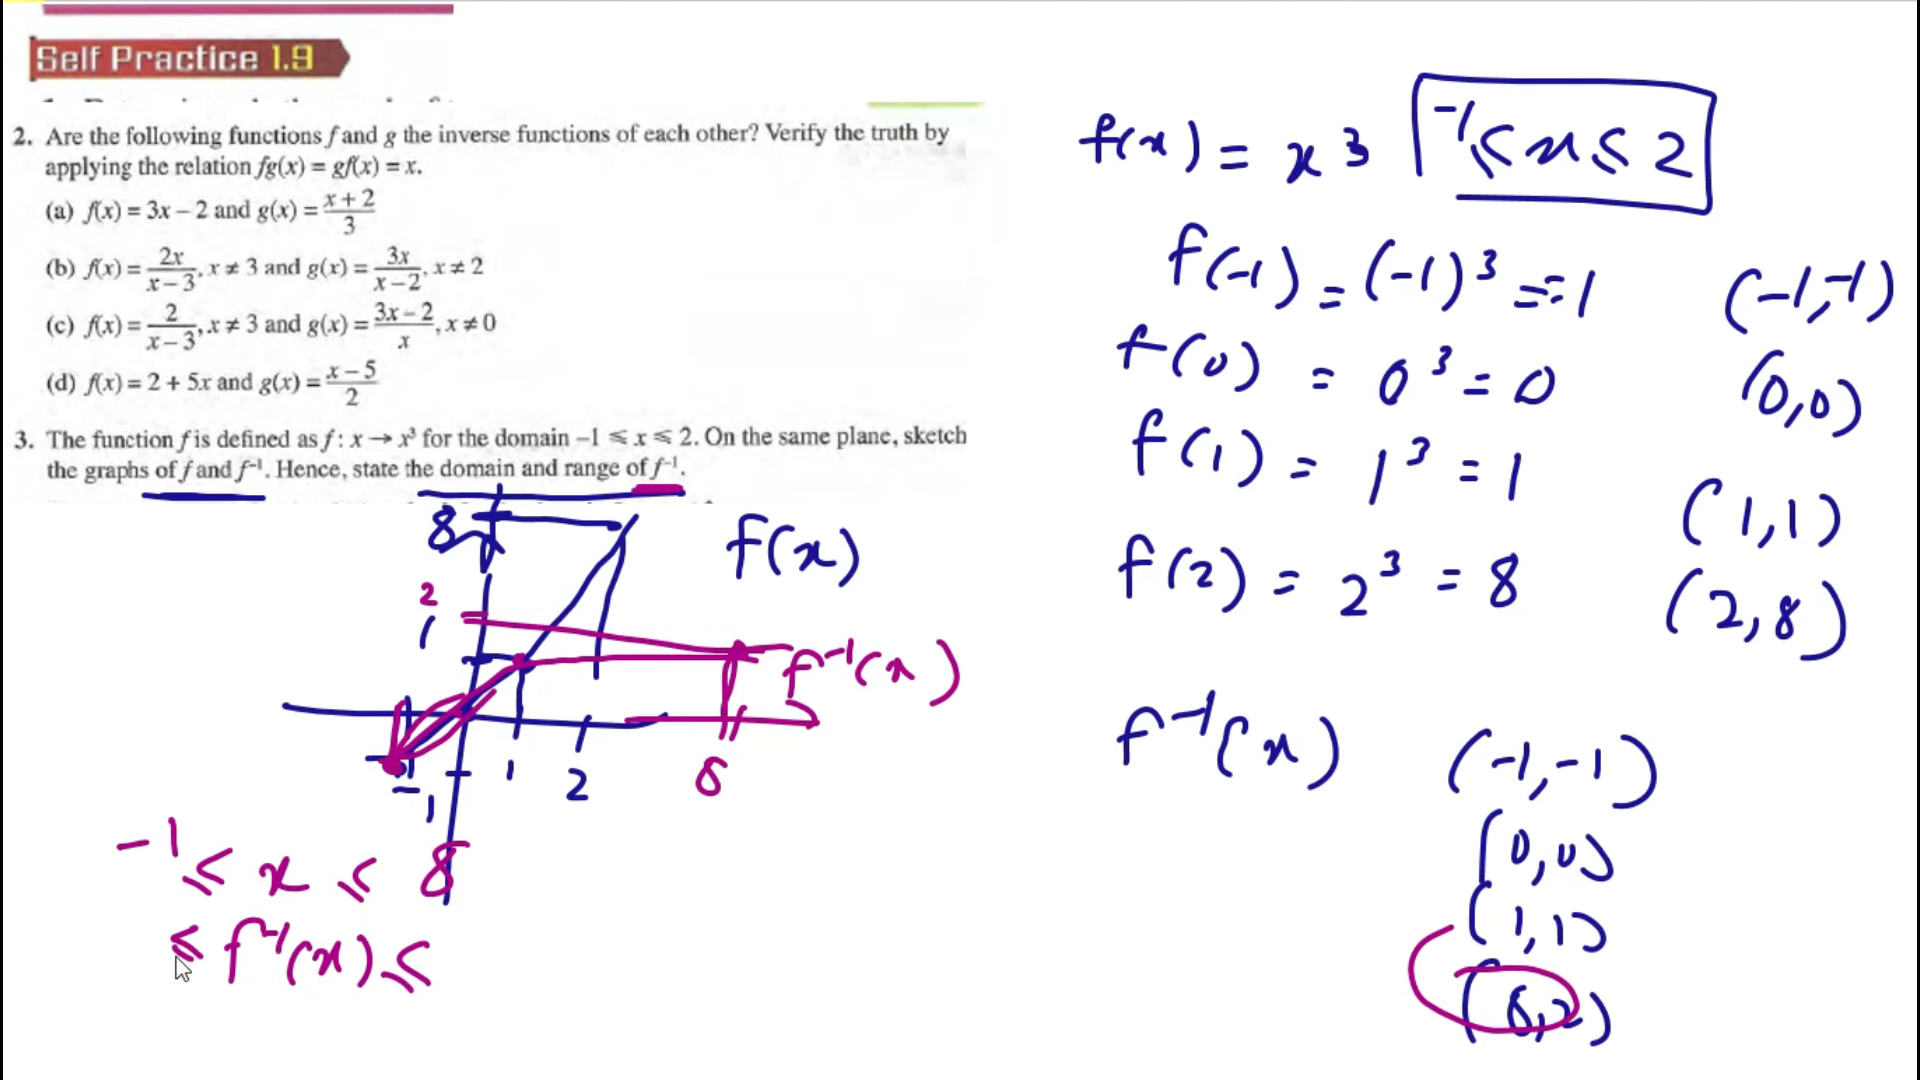 Self Practice 1.9
2. Are the following functions f and g the inverse functions of each other? Verify the truth by
applying the relation fg(x) = gf(x) = x.
(a) f(x) = 3x – 2 and g(x) = (x + 2)/3
(b) f(x) = 2x/(x – 3), x ≠ 3 and g(x) = 3x/(x – 2), x ≠ 2
(c) f(x) = 2/(x – 3), x ≠ 3 and g(x) = (3x – 2)/x, x ≠ 0
(d) f(x) = 2 + 5x and g(x) = (x – 5)/2
3. The function f is defined as f : x → x³ for the domain –1 ⩽ x ⩽ 2. On the same plane, sketch
the graphs of f and f⁻¹. Hence, state the domain and range of f⁻¹.
8
f(x)
2
1
f⁻¹(x)
1
2
8
-1
-1 ≤ x ≤ 8
≤ f⁻¹(x) ≤
f(x) = x³ -1 ≤ x ≤ 2
f(-1) = (-1)³ = -1 (-1,-1)
f(0) = 0³ = 0 (0,0)
f(1) = 1³ = 1 (1,1)
f(2) = 2³ = 8 (2,8)
f⁻¹(x) (-1,-1)
(0,0)
(1,1)
(8,2)